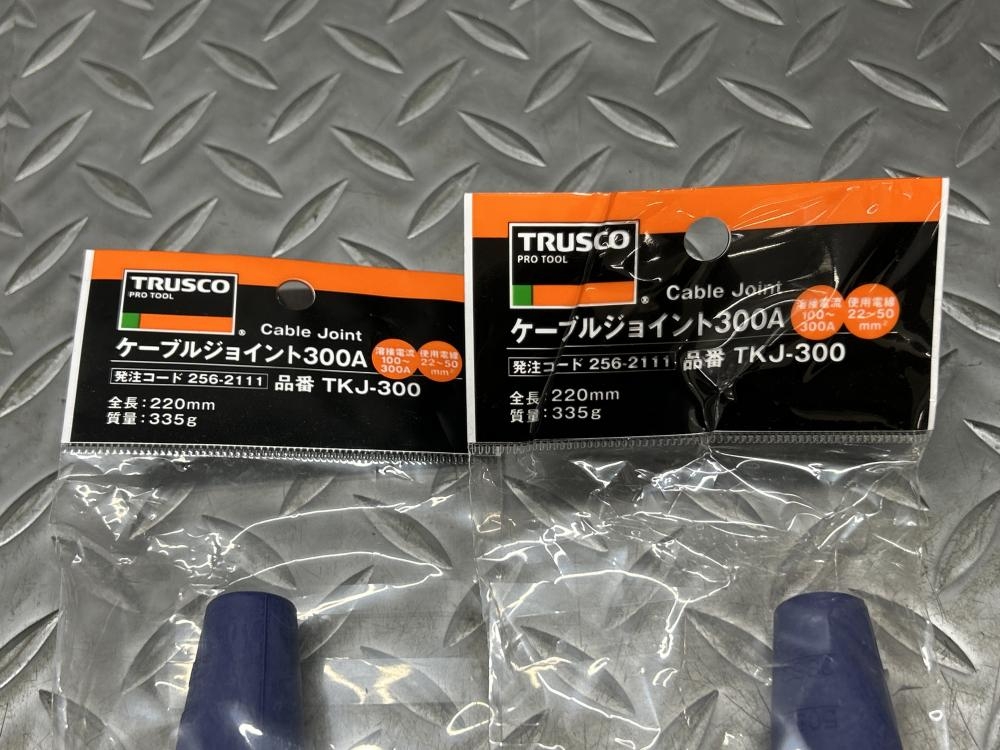 TRUSCO
PRO TOOL
®
Cable Joint
ケーブルジョイント300A
溶接電流
100~
300A
使用電線
22~50
mm²
発注コード 256-2111 品番 TKJ-300
全長:220mm
質量:335g
TRUSCO
PRO TOOL
®
Cable Joint
ケーブルジョイント300A
溶接電流
100~
300A
使用電線
22>50
mm²
発注コード 256-2111 品番 TKJ-300
全長:220mm
質量:335g